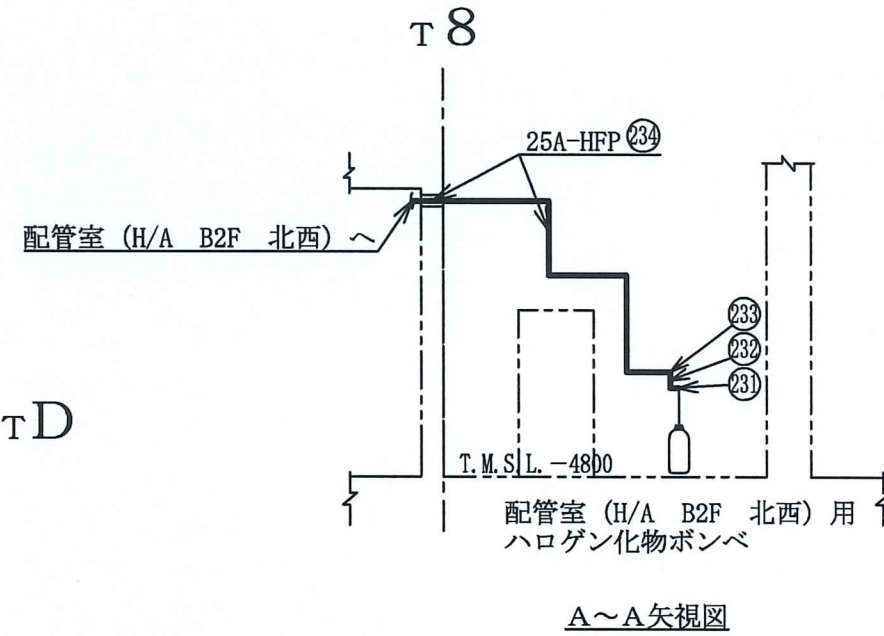 T8
25A-HFP 234
配管室 (H/A B2F 北西) へ
233
232
231
TD
T.M.S.L. -4800
配管室 (H/A B2F 北西) 用
ハロゲン化物ボンベ
A~A矢視図